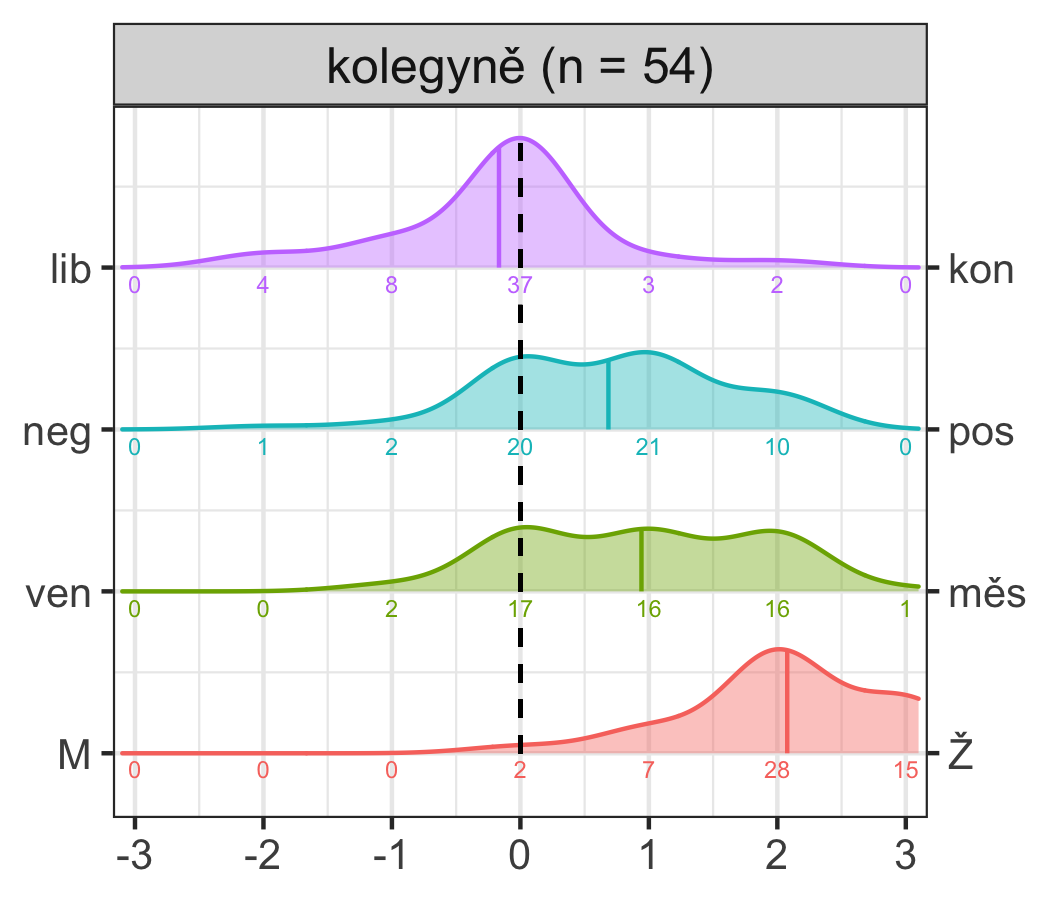 kolegyně (n = 54)
lib kon
0 4 8 37 3 2 0
neg pos
0 1 2 20 21 10 0
ven měs
0 0 2 17 16 16 1
M Ž
0 0 0 2 7 28 15
-3 -2 -1 0 1 2 3